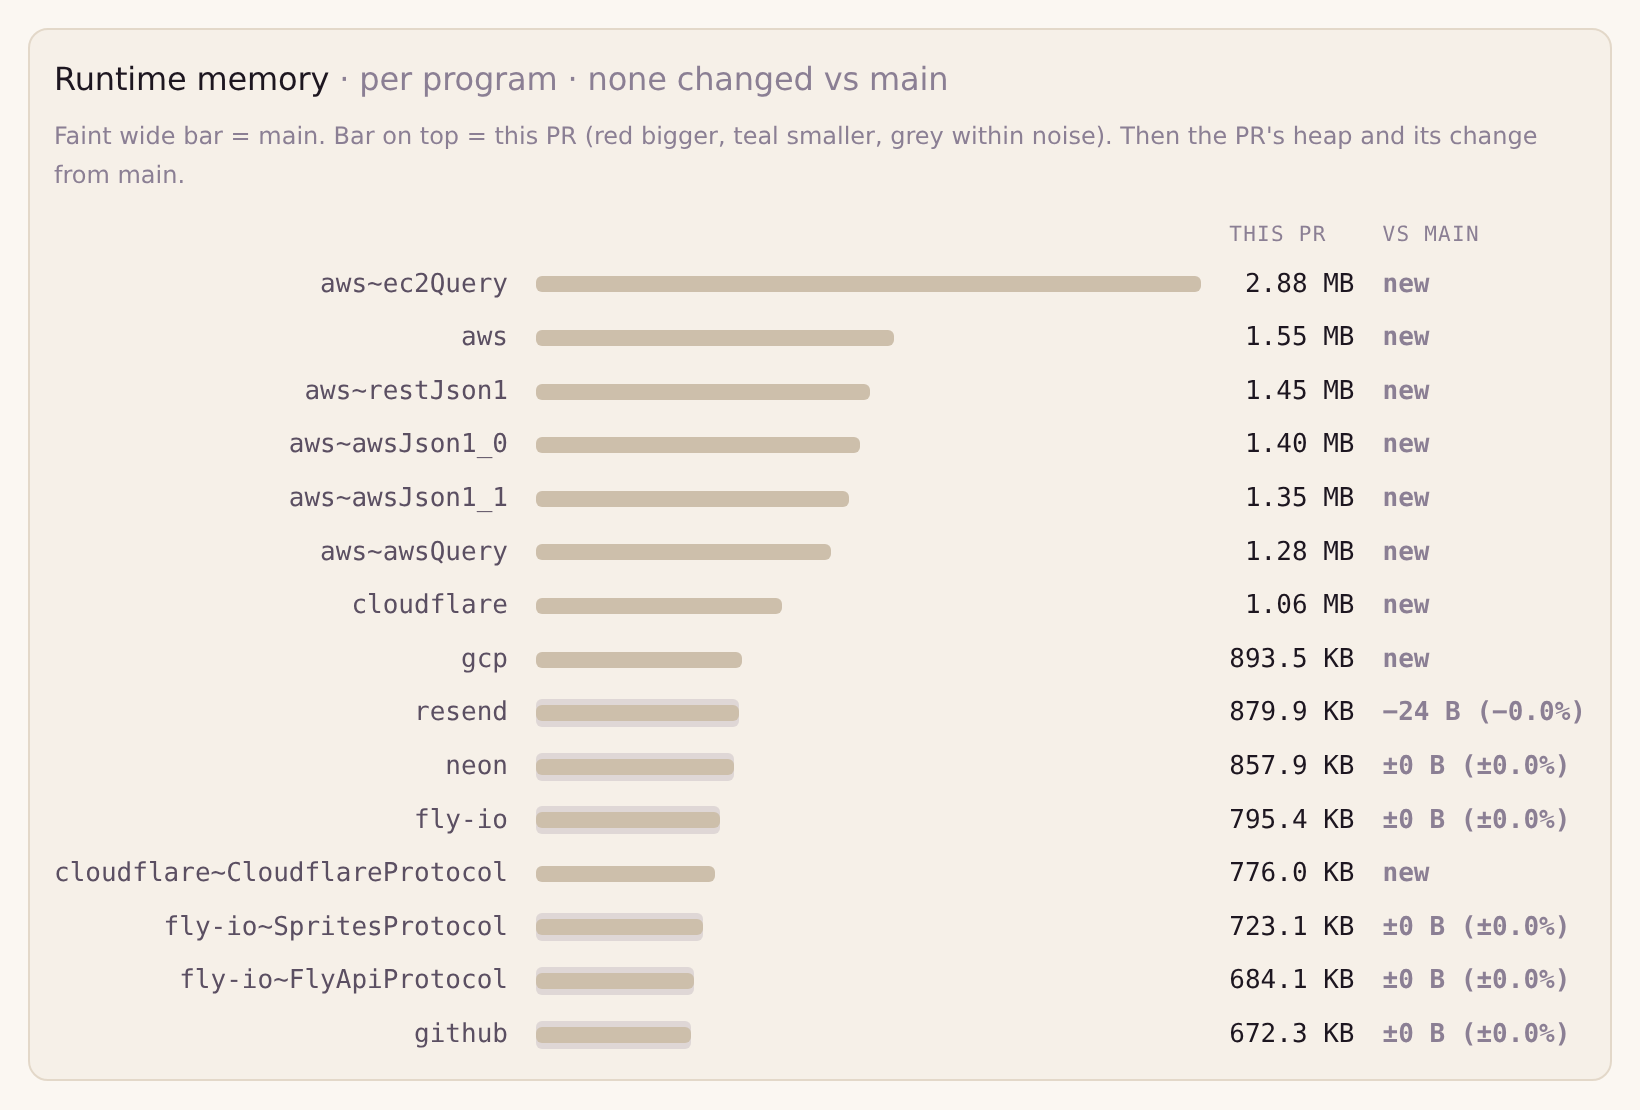 Runtime memory · per program · none changed vs main
Faint wide bar = main. Bar on top = this PR (red bigger, teal smaller, grey within noise). Then the PR's heap and its change
from main.
THIS PR VS MAIN
aws~ec2Query 2.88 MB new
aws 1.55 MB new
aws~restJson1 1.45 MB new
aws~awsJson1_0 1.40 MB new
aws~awsJson1_1 1.35 MB new
aws~awsQuery 1.28 MB new
cloudflare 1.06 MB new
gcp 893.5 KB new
resend 879.9 KB −24 B (−0.0%)
neon 857.9 KB ±0 B (±0.0%)
fly-io 795.4 KB ±0 B (±0.0%)
cloudflare~CloudflareProtocol 776.0 KB new
fly-io~SpritesProtocol 723.1 KB ±0 B (±0.0%)
fly-io~FlyApiProtocol 684.1 KB ±0 B (±0.0%)
github 672.3 KB ±0 B (±0.0%)